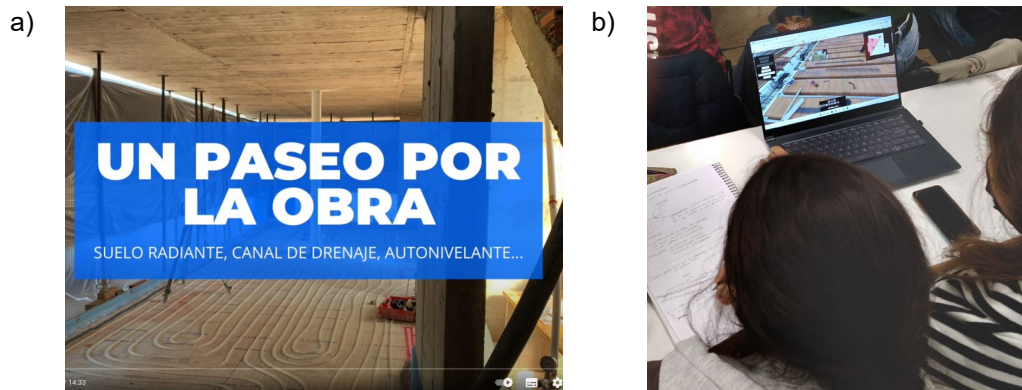 a)
b)
UN PASEO POR
LA OBRA
SUELO RADIANTE, CANAL DE DRENAJE, AUTONIVELANTE...
/ 14:33